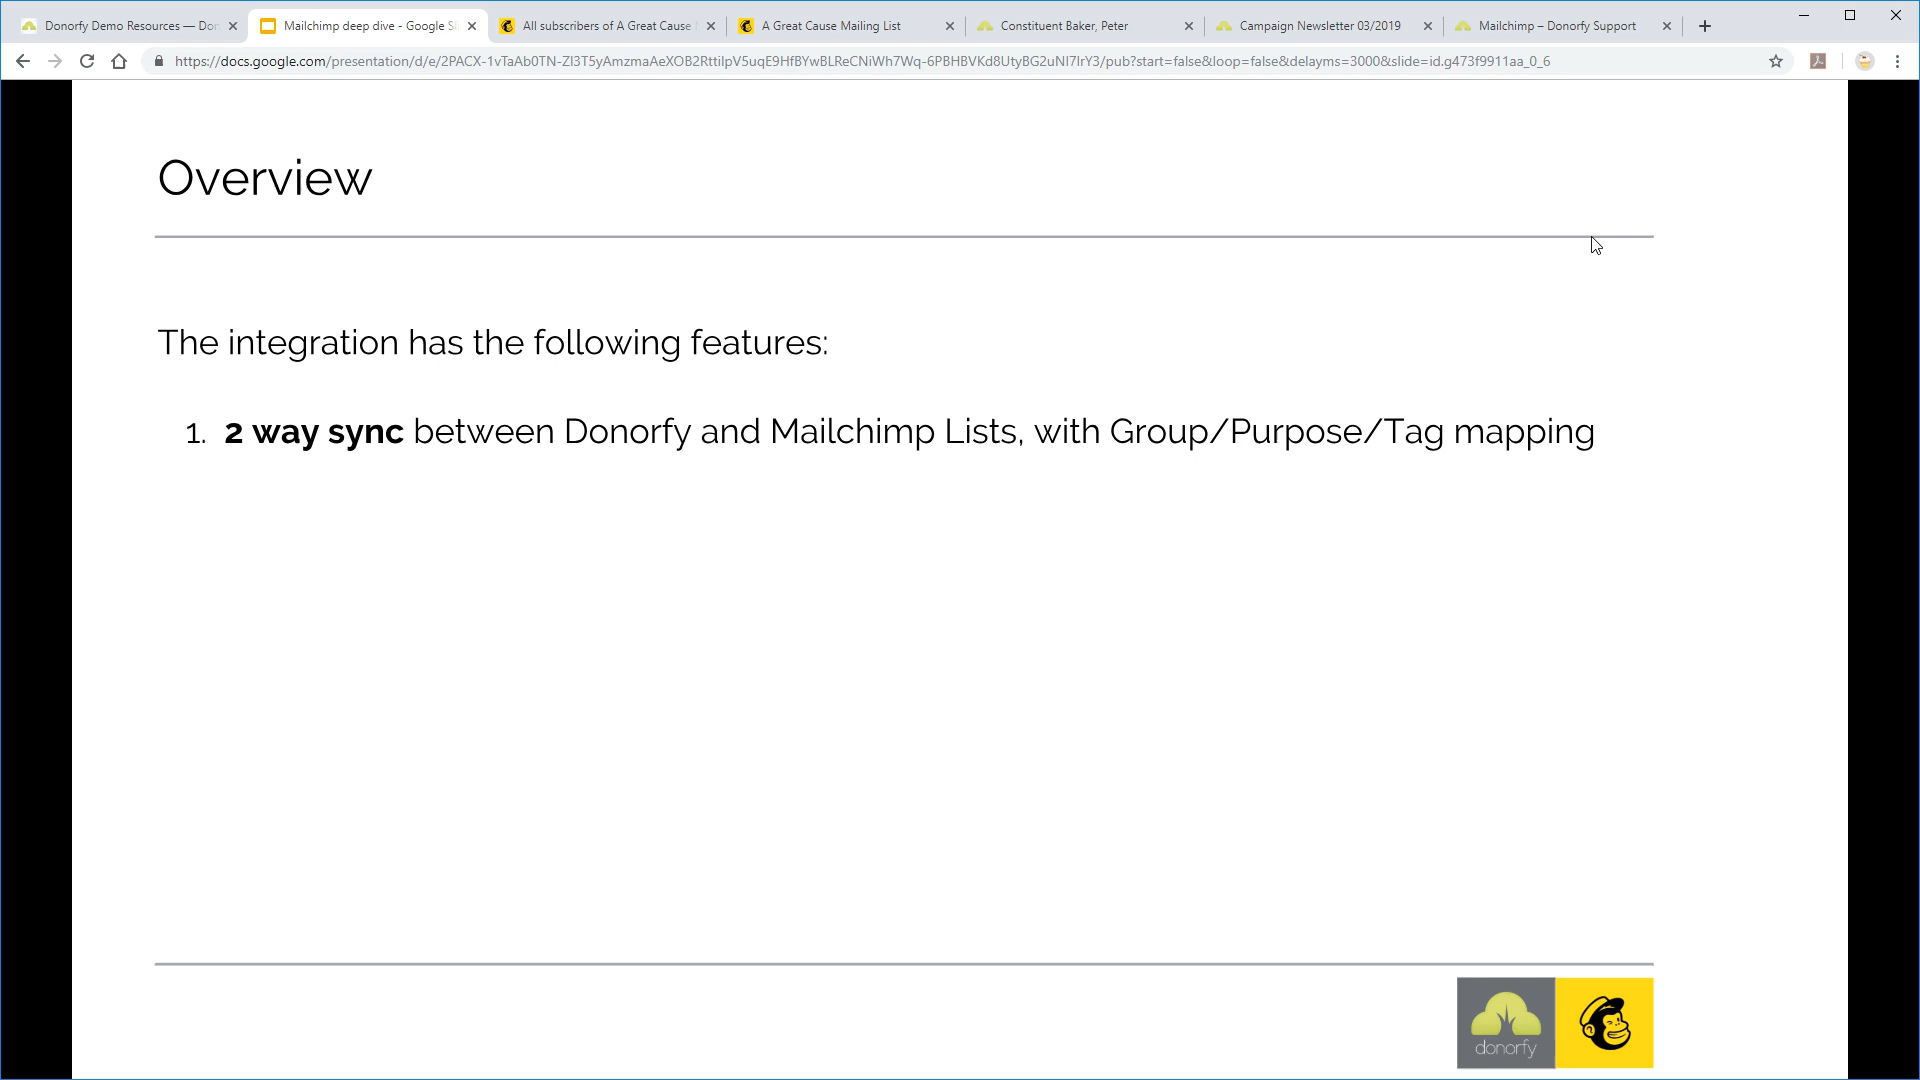 Donorfy Demo Resources — Don
Mailchimp deep dive - Google Sl
All subscribers of A Great Cause
A Great Cause Mailing List
Constituent Baker, Peter
Campaign Newsletter 03/2019
Mailchimp – Donorfy Support
https://docs.google.com/presentation/d/e/2PACX-1vTaAb0TN-ZI3T5yAmzmaAeXOB2RttilpV5uqE9HfBYwBLReCNiWh7Wq-6PBHBVKd8UtyBG2uNI7lrY3/pub?start=false&loop=false&delayms=3000&slide=id.g473f9911aa_0_6
Overview
The integration has the following features:
1. 2 way sync between Donorfy and Mailchimp Lists, with Group/Purpose/Tag mapping
donorfy